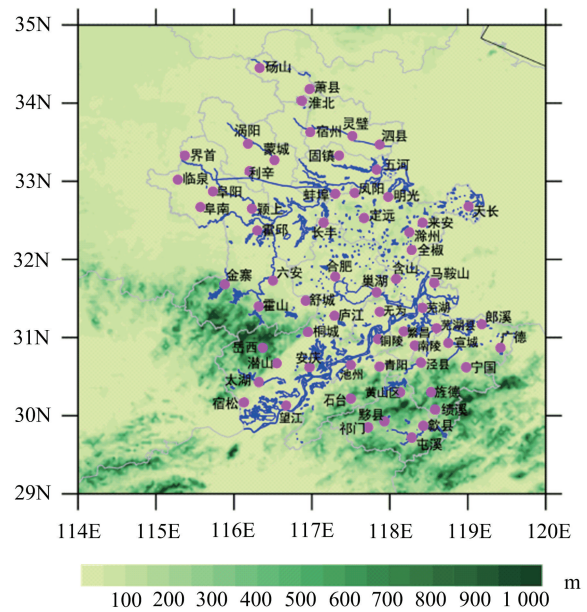 35N
砀山
34N
萧县
淮北
涡阳
宿州
灵璧
泗县
界首
蒙城
固镇
五河
33N
临泉
利辛
阜阳
蚌埠
凤阳
明光
阜南
颍上
定远
天长
霍邱
长丰
来安
滁州
全椒
32N
金寨
六安
合肥
巢湖
含山
马鞍山
霍山
舒城
庐江
无为
芜湖
郎溪
31N
桐城
繁昌
芜湖县
广德
岳西
铜陵
南陵
宣城
潜山
安庆
池州
青阳
泾县
宁国
太湖
石台
黄山区
旌德
30N
宿松
望江
黟县
绩溪
祁门
歙县
屯溪
29N
114E 115E 116E 117E 118E 119E 120E
100 200 300 400 500 600 700 800 900 1 000 m